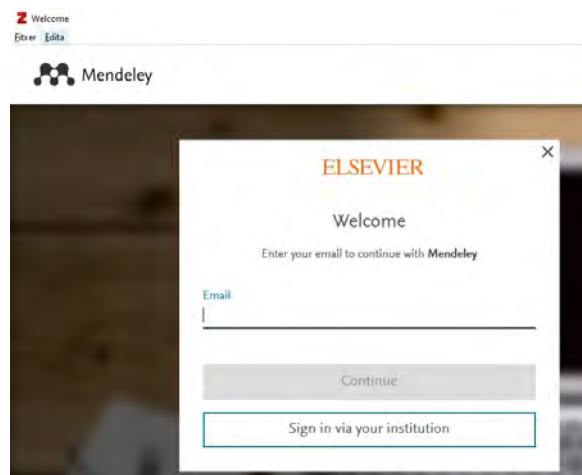 Z Welcome
Fitxer Edita
Mendeley
×
ELSEVIER
Welcome
Enter your email to continue with Mendeley
Email
Continue
Sign in via your institution